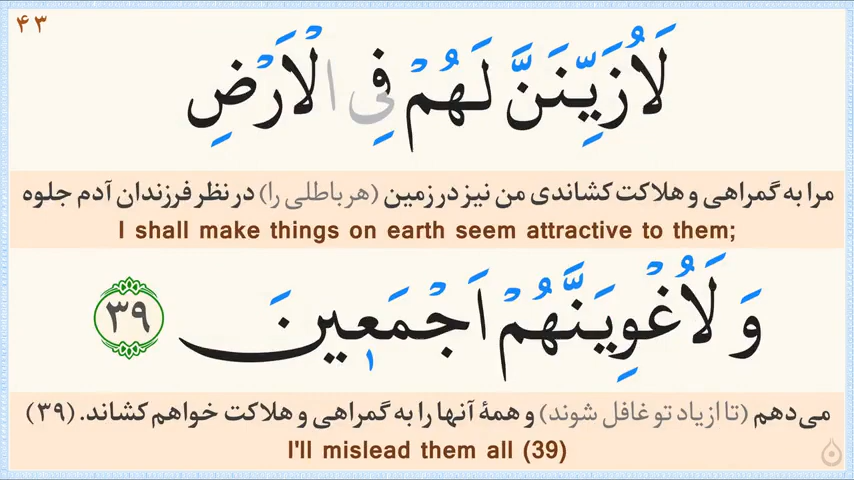 ۴۳
لَاُزَیِّنَنَّ لَهُمْ فِی الْاَرْضِ
مرا به گمراهی و هلاکت کشاندی من نیز در زمین (هر باطلی را) در نظر فرزندان آدم جلوه
I shall make things on earth seem attractive to them;
وَ لَاُغْوِیَنَّهُمْ اَجْمَعینَ ۳۹
می‌دهم (تا از یاد تو غافل شوند) و همهٔ آنها را به گمراهی و هلاکت خواهم کشاند. (۳۹)
I'll mislead them all (39)